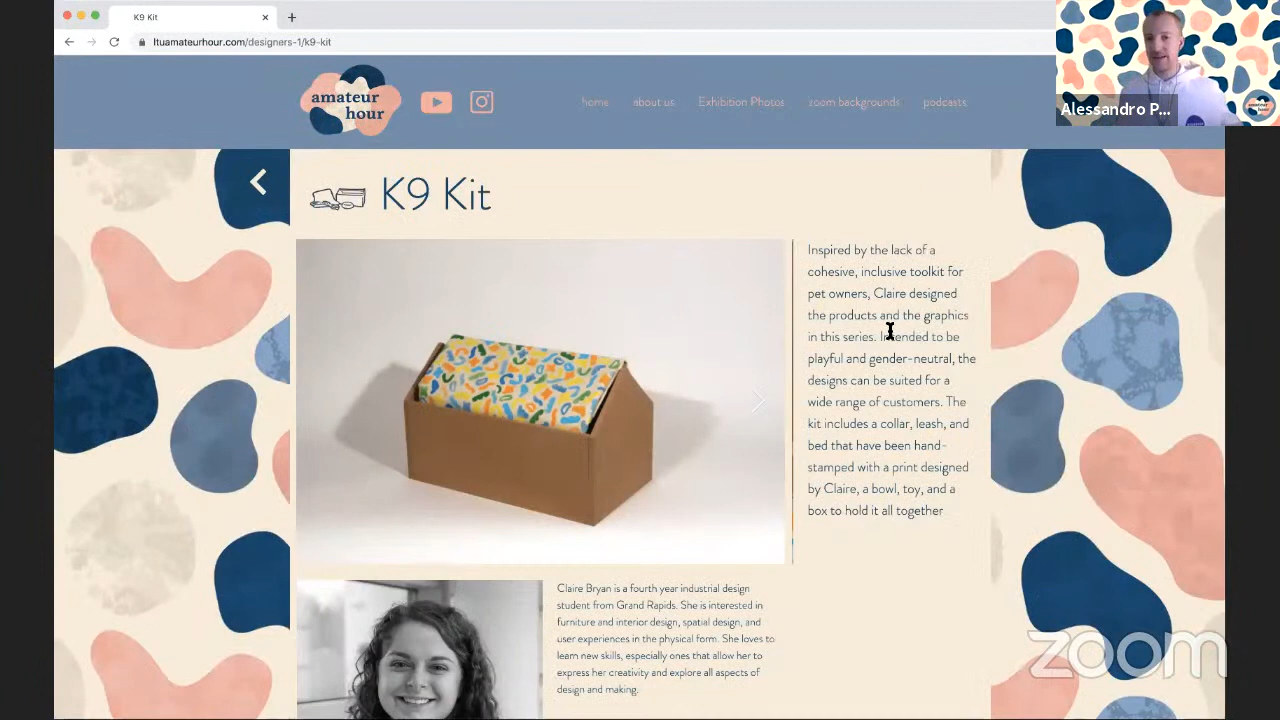 K9 Kit
ltuamateurhour.com/designers-1/k9-kit
amateur
hour
home about us Exhibition Photos zoom backgrounds podcasts
Alessandro P...
K9 Kit
Inspired by the lack of a
cohesive, inclusive toolkit for
pet owners, Claire designed
the products and the graphics
in this series. Intended to be
playful and gender-neutral, the
designs can be suited for a
wide range of customers. The
kit includes a collar, leash, and
bed that have been hand-
stamped with a print designed
by Claire, a bowl, toy, and a
box to hold it all together
Claire Bryan is a fourth year industrial design
student from Grand Rapids. She is interested in
furniture and interior design, spatial design, and
user experiences in the physical form. She loves to
learn new skills, especially ones that allow her to
express her creativity and explore all aspects of
design and making.
zoom